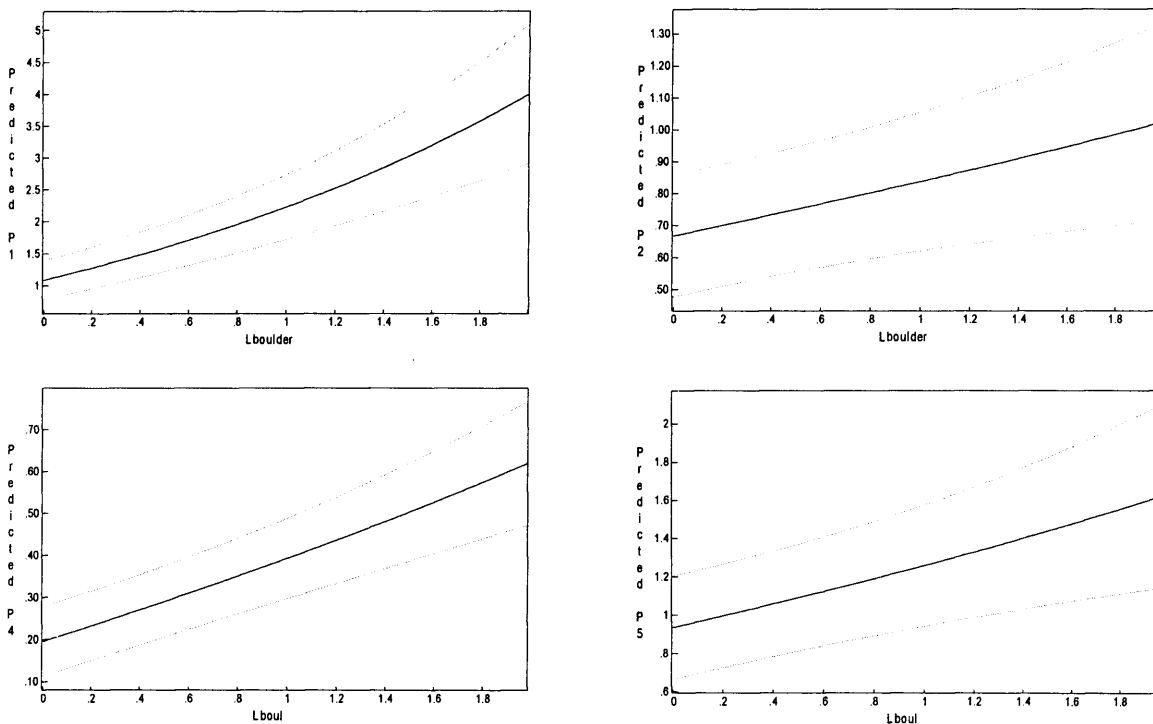 Predicted P1
5
4.5
4
3.5
3
2.5
2
1.5
1
0 .2 .4 .6 .8 1 1.2 1.4 1.6 1.8
Lboulder
Predicted P2
1.30
1.20
1.10
1.00
.90
.80
.70
.60
.50
0 .2 .4 .6 .8 1 1.2 1.4 1.6 1.8
Lboulder
Predicted P4
.70
.60
.50
.40
.30
.20
.10
0 .2 .4 .6 .8 1 1.2 1.4 1.6 1.8
Lboul
Predicted P5
2
1.8
1.6
1.4
1.2
1
.8
.6
0 .2 .4 .6 .8 1 1.2 1.4 1.6 1.8
Lboul